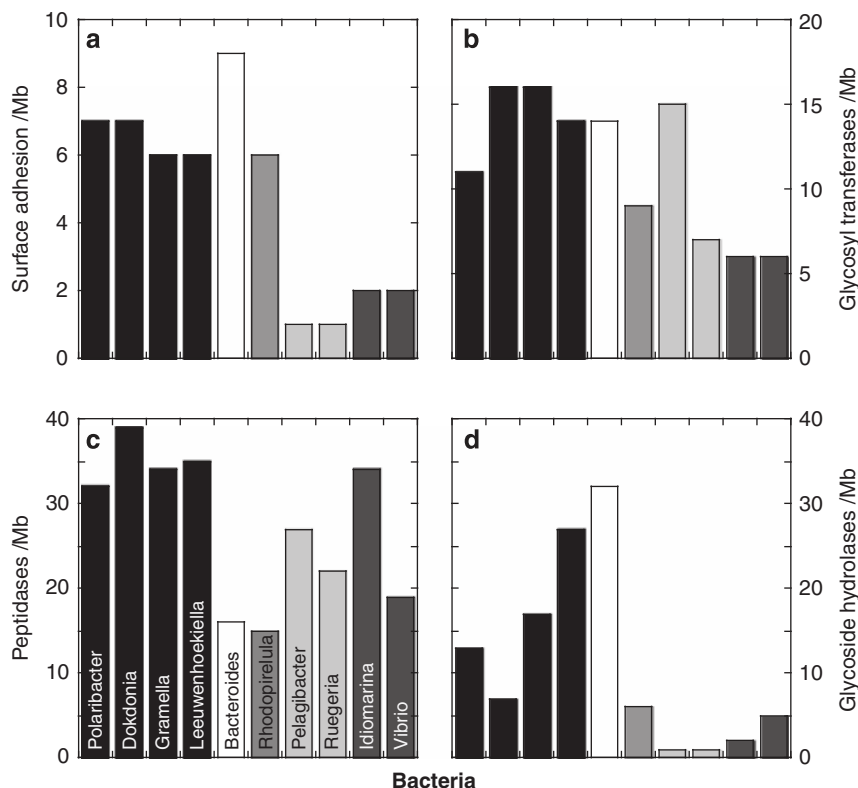 a
Surface adhesion /Mb
10
8
6
4
2
0
b
20
15
10
5
0
Glycosyl transferases /Mb
c
Peptidases /Mb
40
30
20
10
0
Polaribacter
Dokdonia
Gramella
Leeuwenhoekiella
Bacteroides
Rhodopirelula
Pelagibacter
Ruegeria
Idiomarina
Vibrio
d
40
30
20
10
0
Glycoside hydrolases /Mb
Bacteria